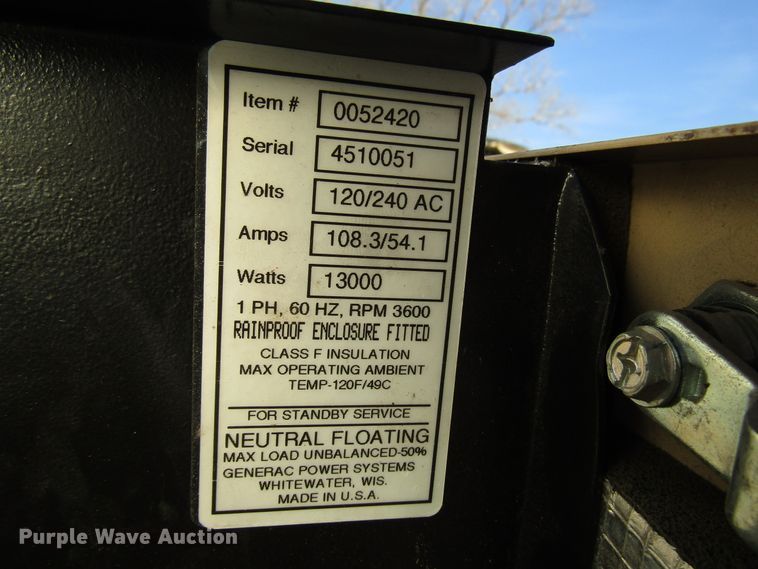 Item # 0052420
Serial 4510051
Volts 120/240 AC
Amps 108.3/54.1
Watts 13000
1 PH, 60 HZ, RPM 3600
RAINPROOF ENCLOSURE FITTED
CLASS F INSULATION
MAX OPERATING AMBIENT
TEMP-120F/49C
FOR STANDBY SERVICE
NEUTRAL FLOATING
MAX LOAD UNBALANCED-50%
GENERAC POWER SYSTEMS
WHITEWATER, WIS.
MADE IN U.S.A.
Purple Wave Auction